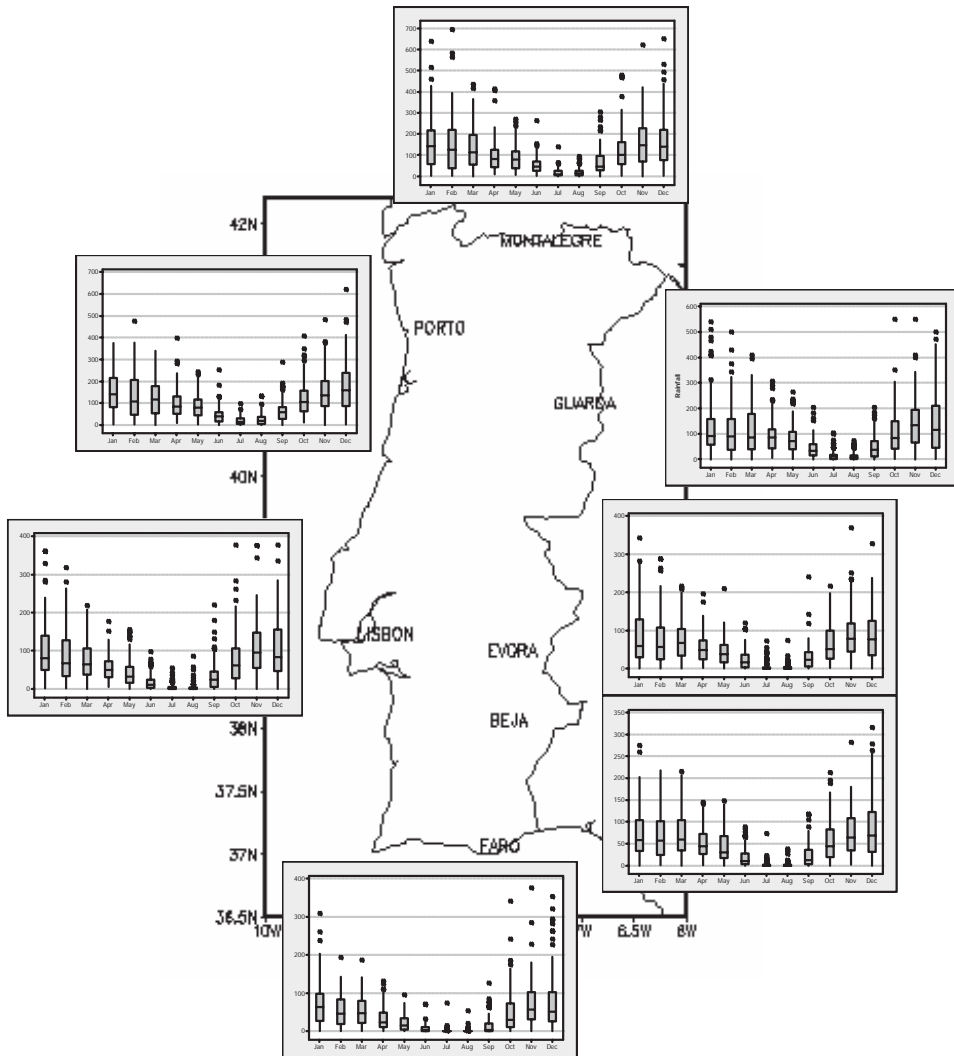 700
600
500
400
300
200
100
0
Jan Feb Mar Apr May Jun Jul Aug Sep Oct Nov Dec
42N
MONTALEGRE
700
600
500
400
300
200
100
0
Jan Feb Mar Apr May Jun Jul Aug Sep Oct Nov Dec
PORTO
600
500
400
300
200
100
0
Rainfall
Jan Feb Mar Apr May Jun Jul Aug Sep Oct Nov Dec
GUARDA
40N
400
300
200
100
0
Jan Feb Mar Apr May Jun Jul Aug Sep Oct Nov Dec
LISBON
400
300
200
100
0
Jan Feb Mar Apr May Jun Jul Aug Sep Oct Nov Dec
EVORA
38N
BEJA
350
300
250
200
150
100
50
0
Jan Feb Mar Apr May Jun Jul Aug Sep Oct Nov Dec
37.5N
37N
FARO
36.5N
10W
6.5W 6W
400
300
200
100
0
Jan Feb Mar Apr May Jun Jul Aug Sep Oct Nov Dec